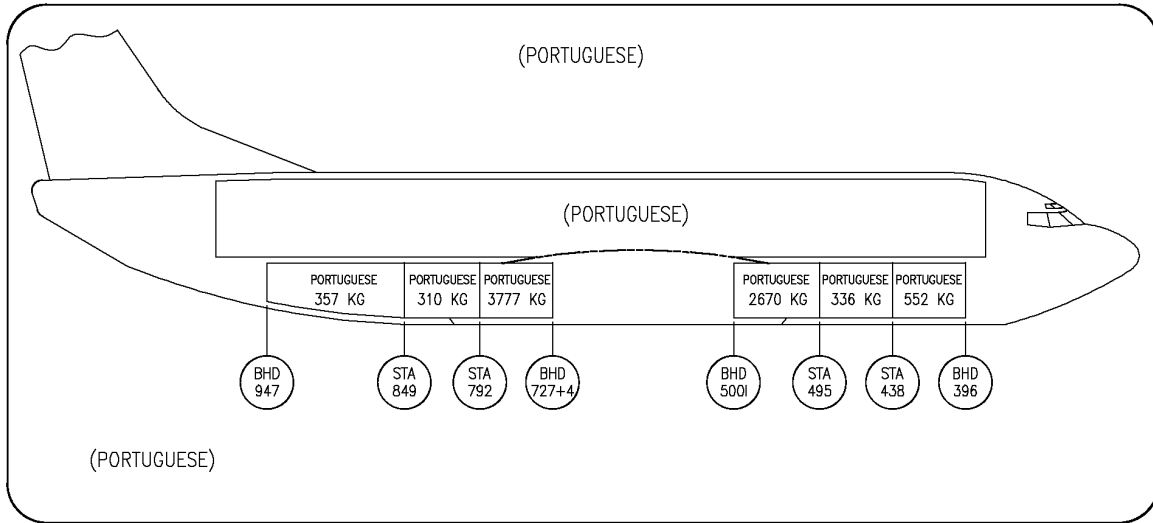 (PORTUGUESE)
(PORTUGUESE)
PORTUGUESE
357 KG
PORTUGUESE
310 KG
PORTUGUESE
3777 KG
PORTUGUESE
2670 KG
PORTUGUESE
336 KG
PORTUGUESE
552 KG
BHD
947
STA
849
STA
792
BHD
727+4
BHD
500I
STA
495
STA
438
BHD
396
(PORTUGUESE)